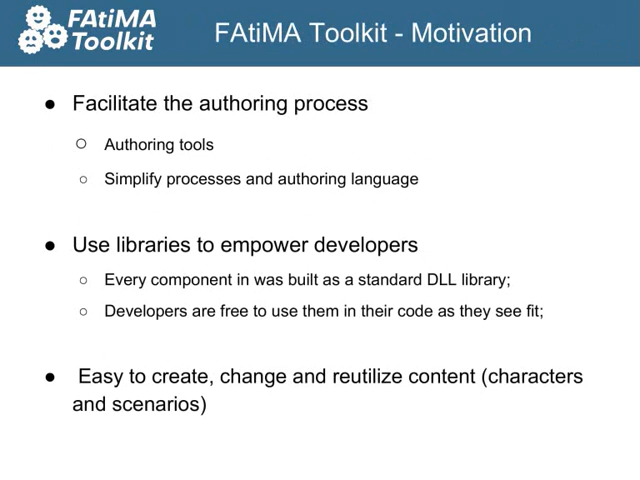 FAtiMA
Toolkit
FAtiMA Toolkit - Motivation
● Facilitate the authoring process
○ Authoring tools
○ Simplify processes and authoring language
● Use libraries to empower developers
○ Every component in was built as a standard DLL library;
○ Developers are free to use them in their code as they see fit;
● Easy to create, change and reutilize content (characters
and scenarios)